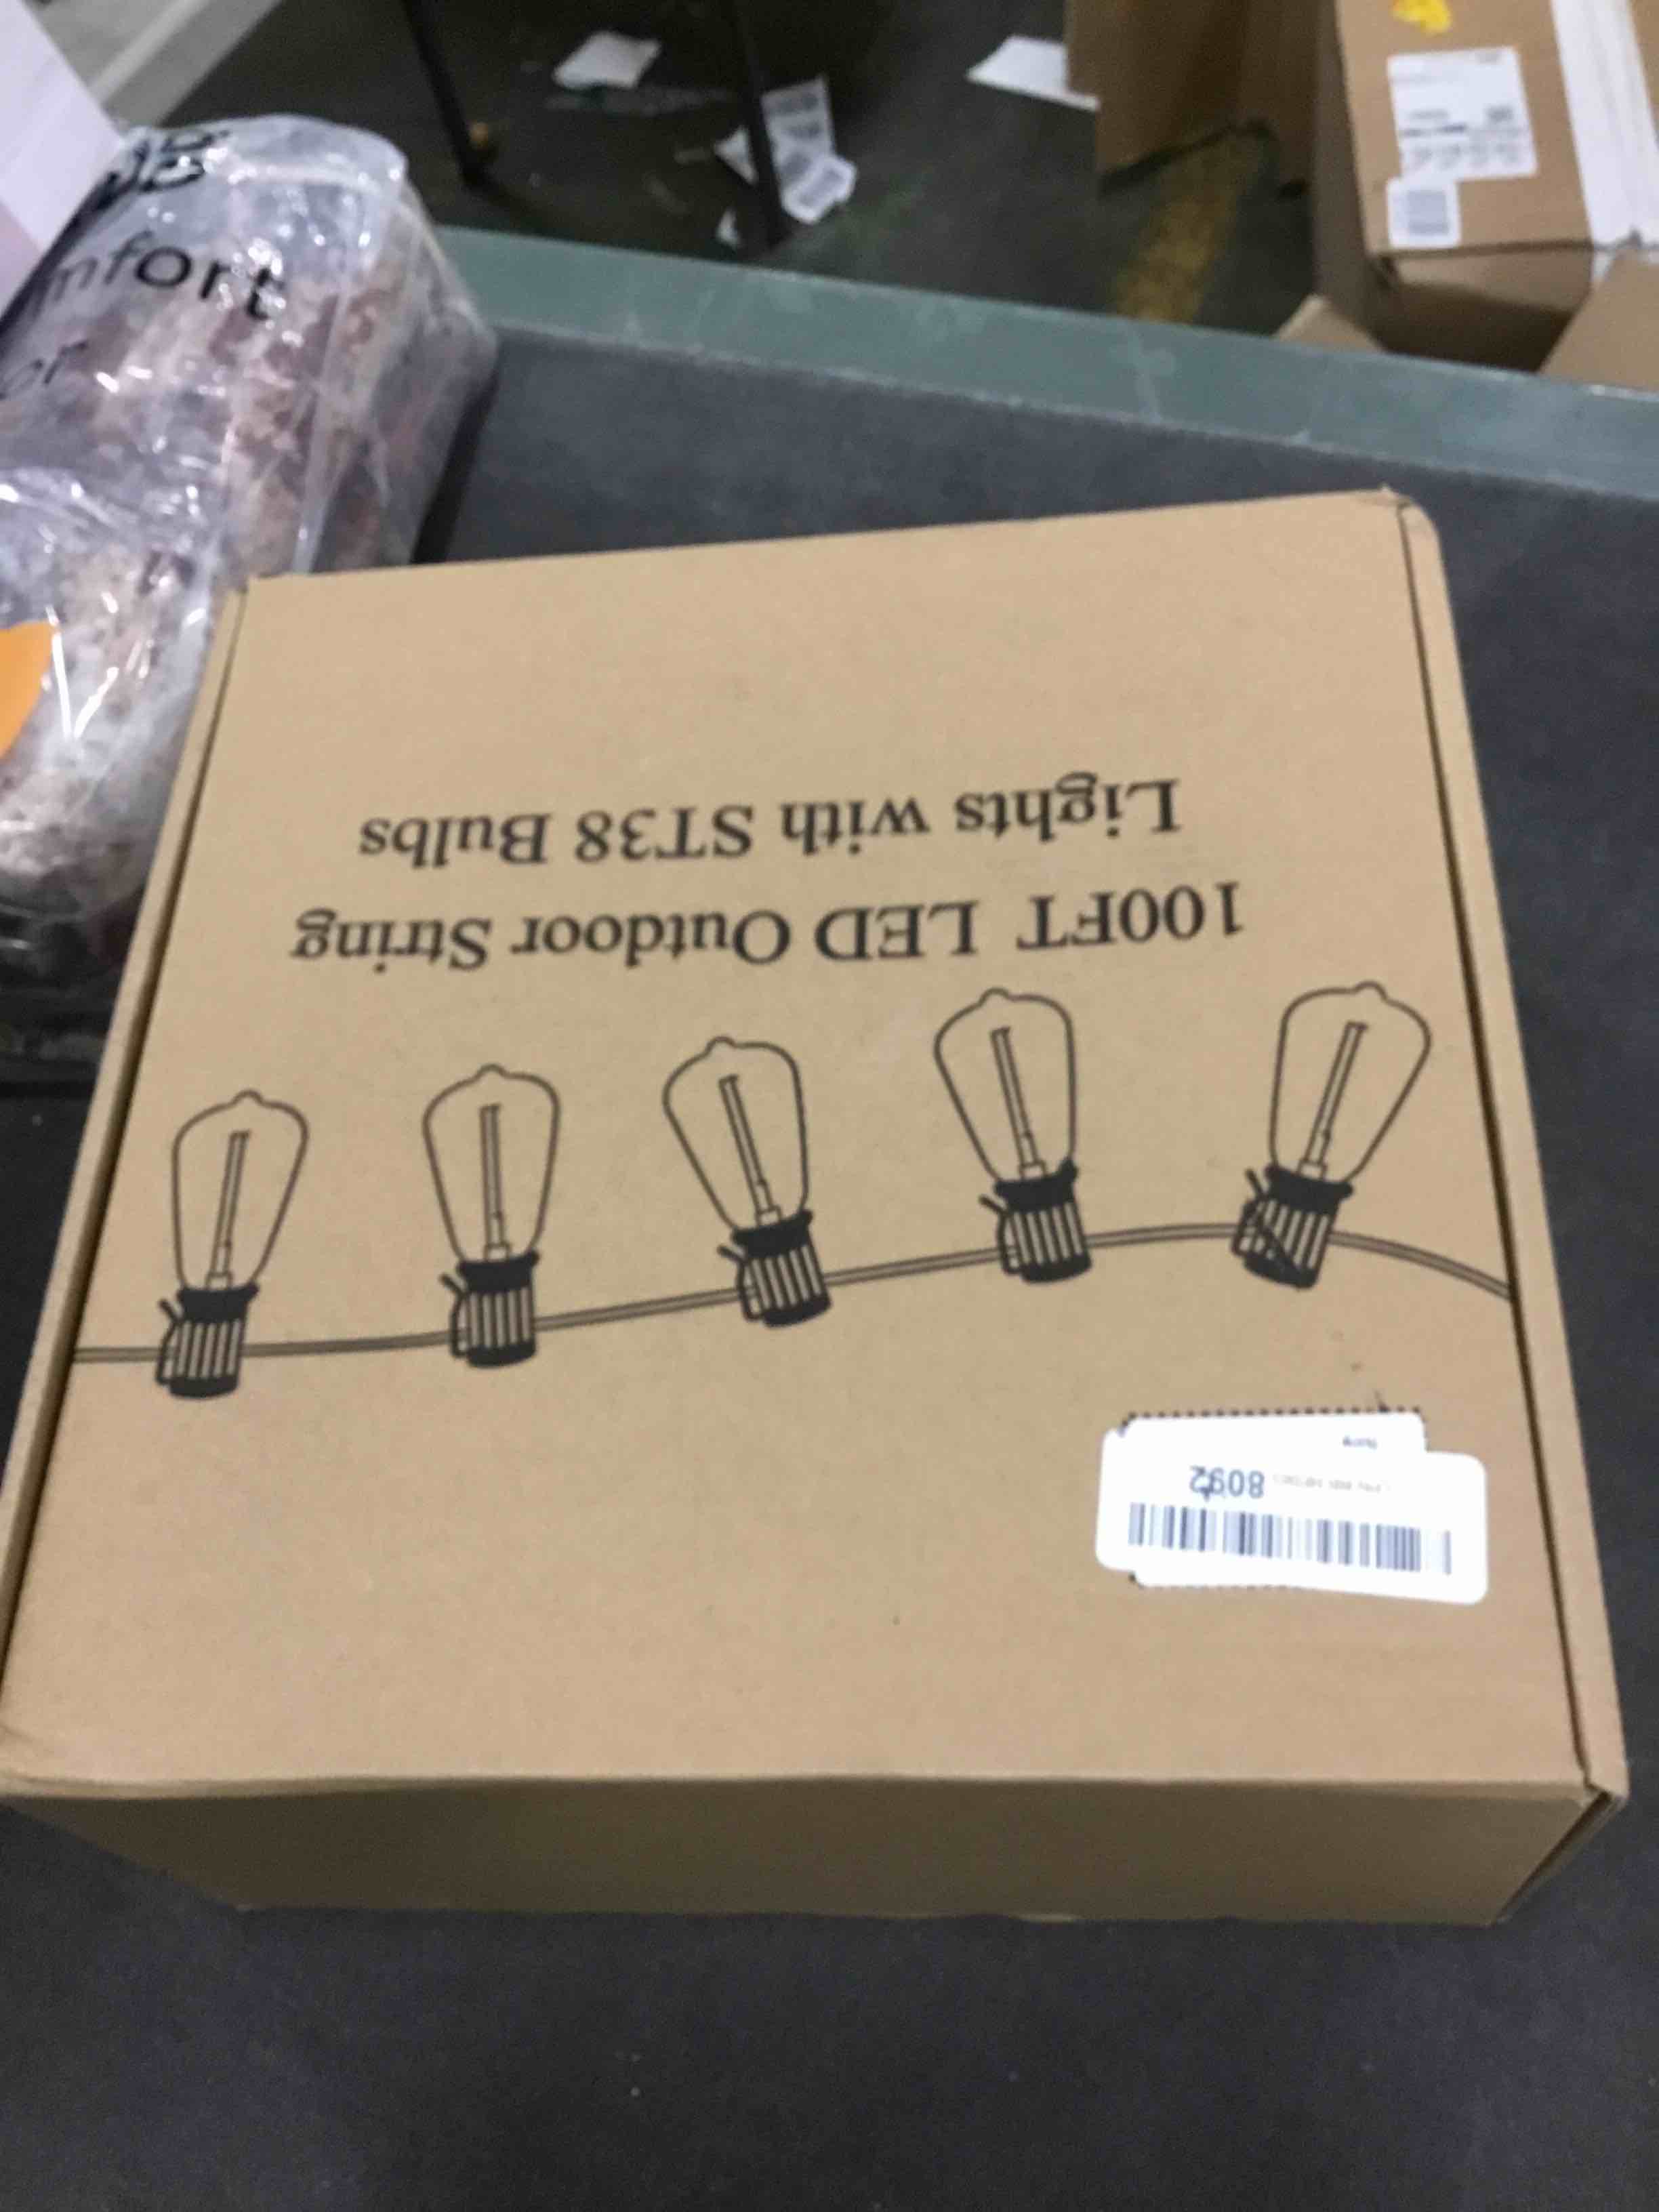 100FT LED Outdoor String
Lights with ST38 Bulbs
8092